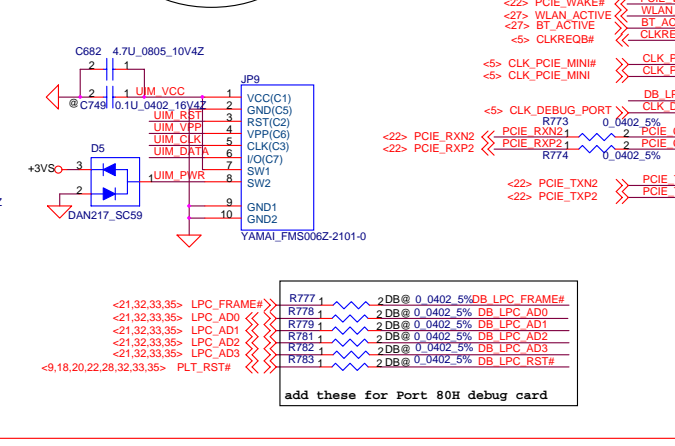 <22> PCIE_WAKE#
<27> WLAN_ACTIVE WLAN
<27> BT_ACTIVE
<5> CLKREQB#
C682 4.7U_0805_10V4Z
2 1
UIM_VCC
2 1
@C749 0.1U_0402_16V4Z
JP9
1 VCC(C1)
2 GND(C5)
UIM_RST 3 RST(C2)
UIM_VPP 4 VPP(C6)
UIM_CLK 5 CLK(C3)
UIM_DATA 6 I/O(C7)
7 SW1
UIM_PWR 8 SW2
9 GND1
10 GND2
YAMAI_FMS006Z-2101-0
D5
+3VS 3
2
1
DAN217_SC59
<5> CLK_PCIE_MINI#
<5> CLK_PCIE_MINI
<5> CLK_DEBUG_PORT
R773 0_0402_5%
<22> PCIE_RXN2 PCIE_RXN2 1 2
<22> PCIE_RXP2 PCIE_RXP2 1 2
R774 0_0402_5%
<22> PCIE_TXN2
<22> PCIE_TXP2
<21,32,33,35> LPC_FRAME# R777 1 2 DB@ 0_0402_5% DB_LPC_FRAME#
<21,32,33,35> LPC_AD0 R778 1 2 DB@ 0_0402_5% DB_LPC_AD0
<21,32,33,35> LPC_AD1 R779 1 2 DB@ 0_0402_5% DB_LPC_AD1
<21,32,33,35> LPC_AD2 R781 1 2 DB@ 0_0402_5% DB_LPC_AD2
<21,32,33,35> LPC_AD3 R782 1 2 DB@ 0_0402_5% DB_LPC_AD3
<9,18,20,22,28,32,33,35> PLT_RST# R783 1 2 DB@ 0_0402_5% DB_LPC_RST#
add these for Port 80H debug card